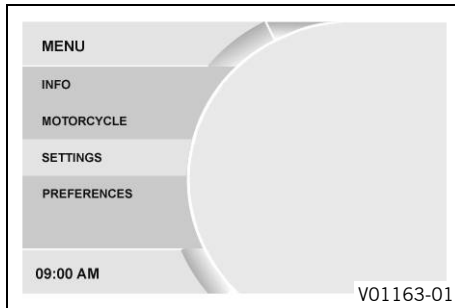 MENU
INFO
MOTORCYCLE
SETTINGS
PREFERENCES
09:00 AM
V01163-01